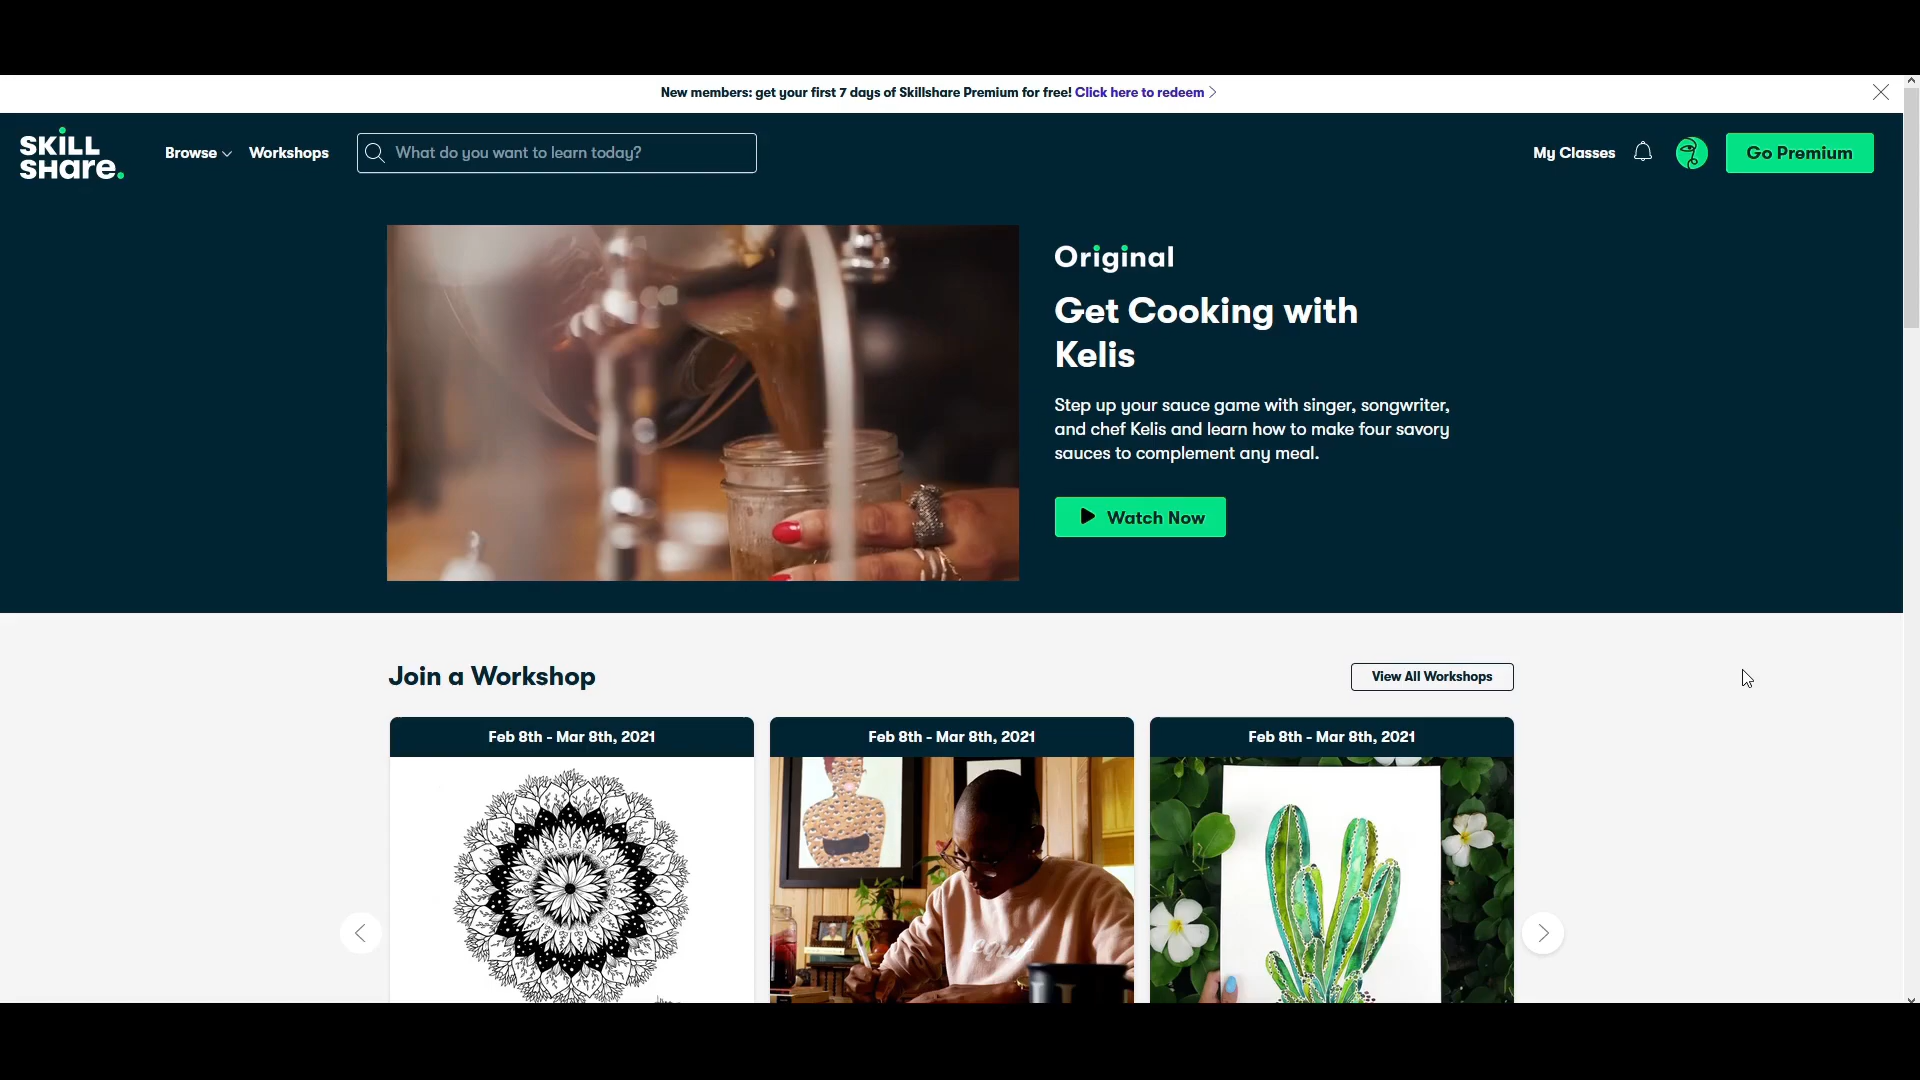 New members: get your first 7 days of Skillshare Premium for free! Click here to redeem
SKiLL
SHare.
Browse
Workshops
What do you want to learn today?
My Classes
Go Premium
Original
Get Cooking with
Kelis
Step up your sauce game with singer, songwriter,
and chef Kelis and learn how to make four savory
sauces to complement any meal.
Watch Now
Join a Workshop
View All Workshops
Feb 8th - Mar 8th, 2021
Feb 8th - Mar 8th, 2021
Feb 8th - Mar 8th, 2021